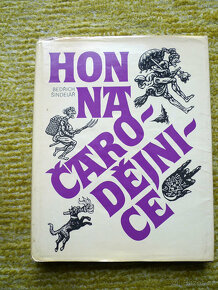 HON
BEDŘICH
ŠINDELÁŘ
NA
ČARO-
DĚJNI-
CE